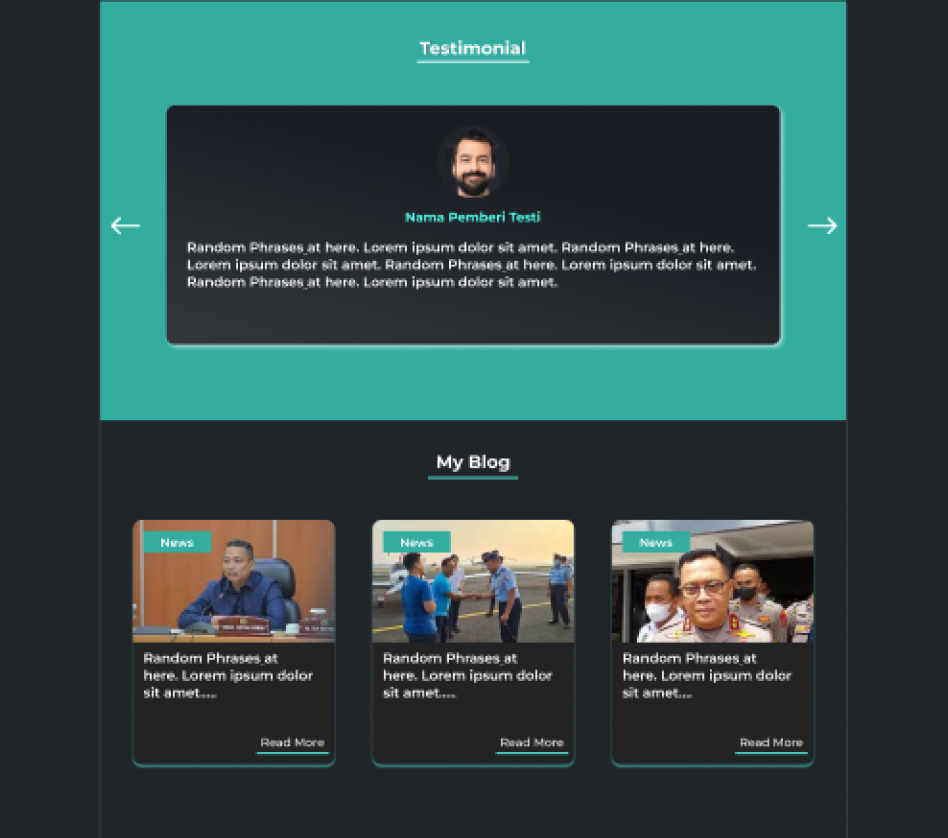 Testimonial
Nama Pemberi Testi
Random Phrases at here. Lorem ipsum dolor sit amet. Random Phrases at here.
Lorem ipsum dolor sit amet. Random Phrases at here. Lorem ipsum dolor sit amet.
Random Phrases at here. Lorem ipsum dolor sit amet.
My Blog
News
Random Phrases at
here. Lorem ipsum dolor
sit amet....
Read More
News
Random Phrases at
here. Lorem ipsum dolor
sit amet....
Read More
News
Random Phrases at
here. Lorem ipsum dolor
sit amet....
Read More